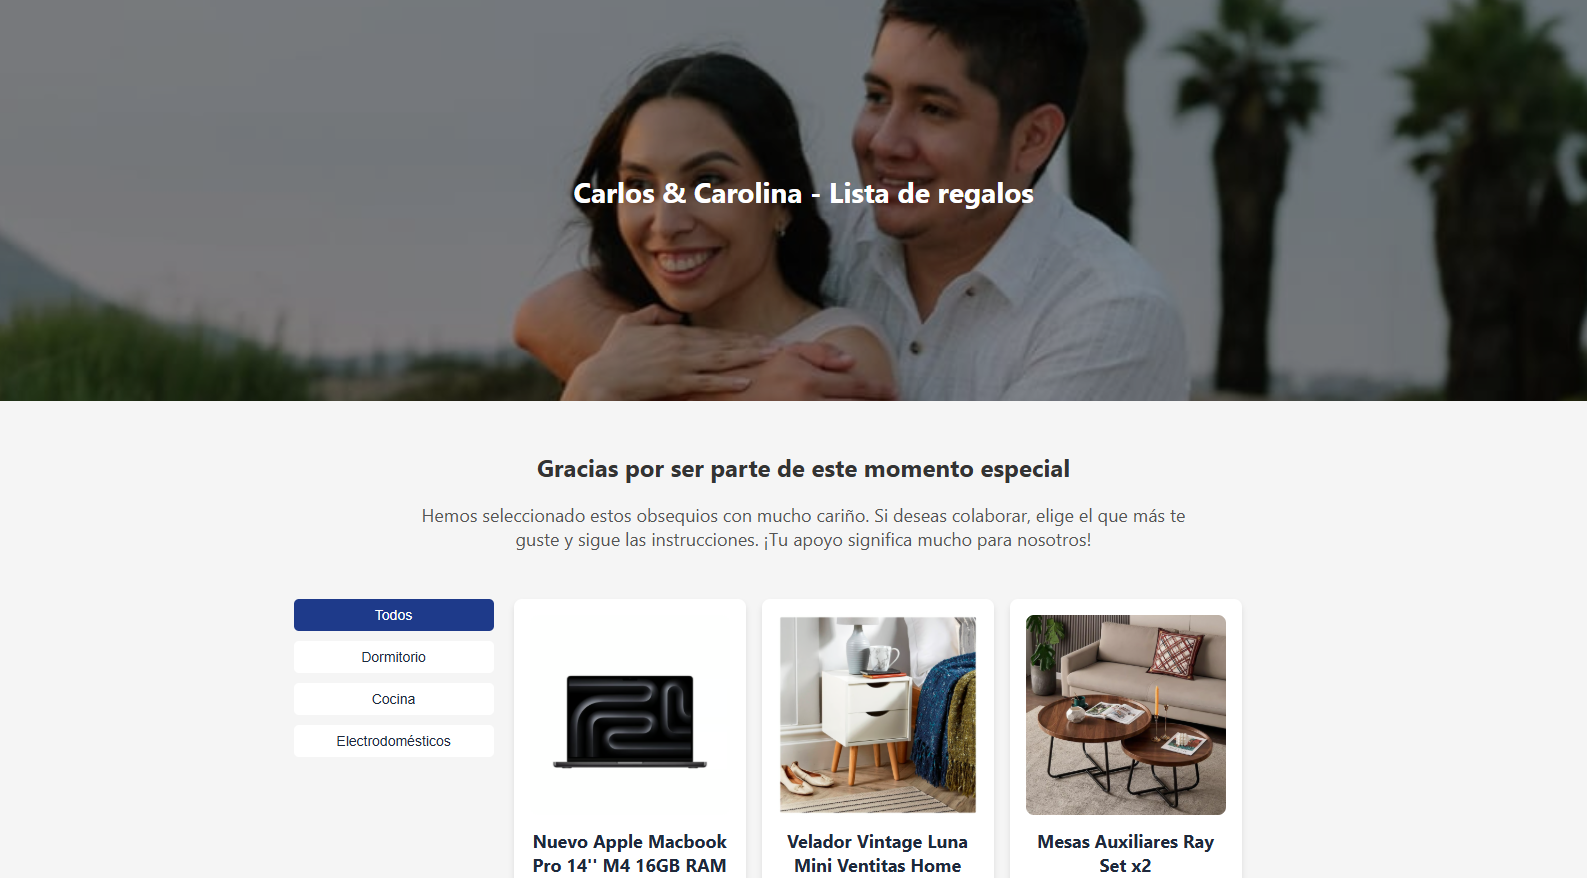 Carlos & Carolina - Lista de regalos
Gracias por ser parte de este momento especial
Hemos seleccionado estos obsequios con mucho cariño. Si deseas colaborar, elige el que más te
guste y sigue las instrucciones. ¡Tu apoyo significa mucho para nosotros!
Todos
Dormitorio
Cocina
Electrodomésticos
Nuevo Apple Macbook
Pro 14'' M4 16GB RAM
Velador Vintage Luna
Mini Ventitas Home
Mesas Auxiliares Ray
Set x2